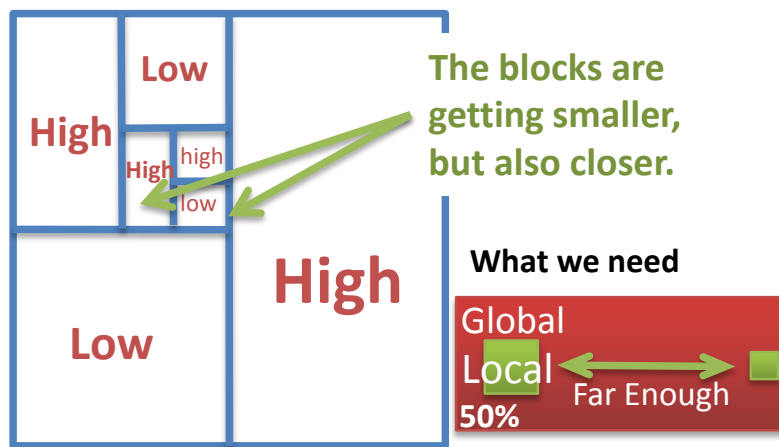 Low
High
High
high
low
Low
High
The blocks are
getting smaller,
but also closer.
What we need
Global
Local
Far Enough
50%